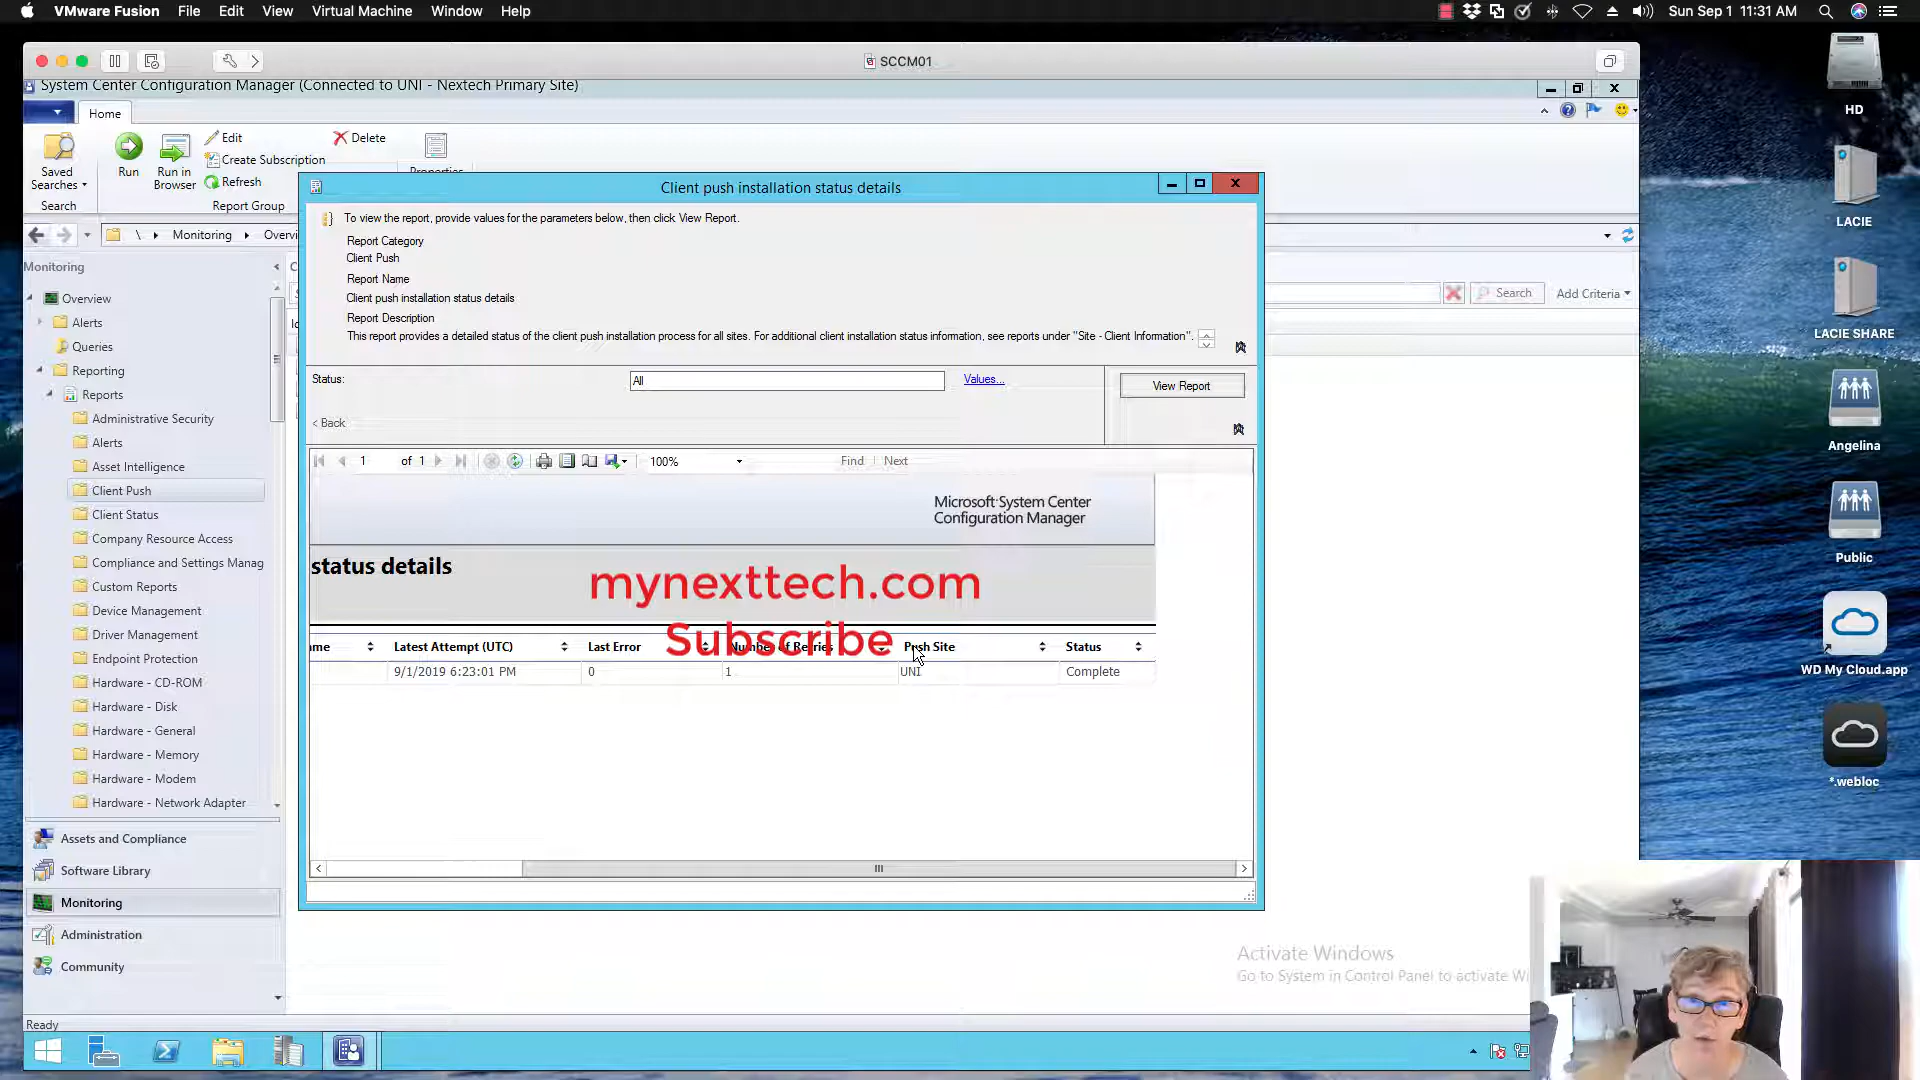 VMware Fusion File Edit View Virtual Machine Window Help
Sun Sep 1 11:31 AM
SCCM01
System Center Configuration Manager (Connected to UNI - Nextech Primary Site)
Home
Saved Searches
Search
Run
Run in Browser
Edit
Create Subscription
Refresh
Delete
Report Group
\ Monitoring
Monitoring
Overview
Alerts
Queries
Reporting
Reports
Administrative Security
Alerts
Asset Intelligence
Client Push
Client Status
Company Resource Access
Compliance and Settings Manag
Custom Reports
Device Management
Driver Management
Endpoint Protection
Hardware - CD-ROM
Hardware - Disk
Hardware - General
Hardware - Memory
Hardware - Modem
Hardware - Network Adapter
Assets and Compliance
Software Library
Monitoring
Administration
Community
Ready
Search
Add Criteria
Client push installation status details
To view the report, provide values for the parameters below, then click View Report.
Report Category
Client Push
Report Name
Client push installation status details
Report Description
This report provides a detailed status of the client push installation process for all sites. For additional client installation status information, see reports under "Site - Client Information".
Status:
All
Values...
View Report
< Back
1 of 1
100%
Find | Next
Microsoft System Center
Configuration Manager
status details
mynexttech.com
Subscribe
Latest Attempt (UTC) Last Error Push Site Status
9/1/2019 6:23:01 PM 0 1 UNI Complete
Activate Windows
Go to System in Control Panel to activate
HD
LACIE
LACIE SHARE
Angelina
Public
WD My Cloud.app
*.webloc